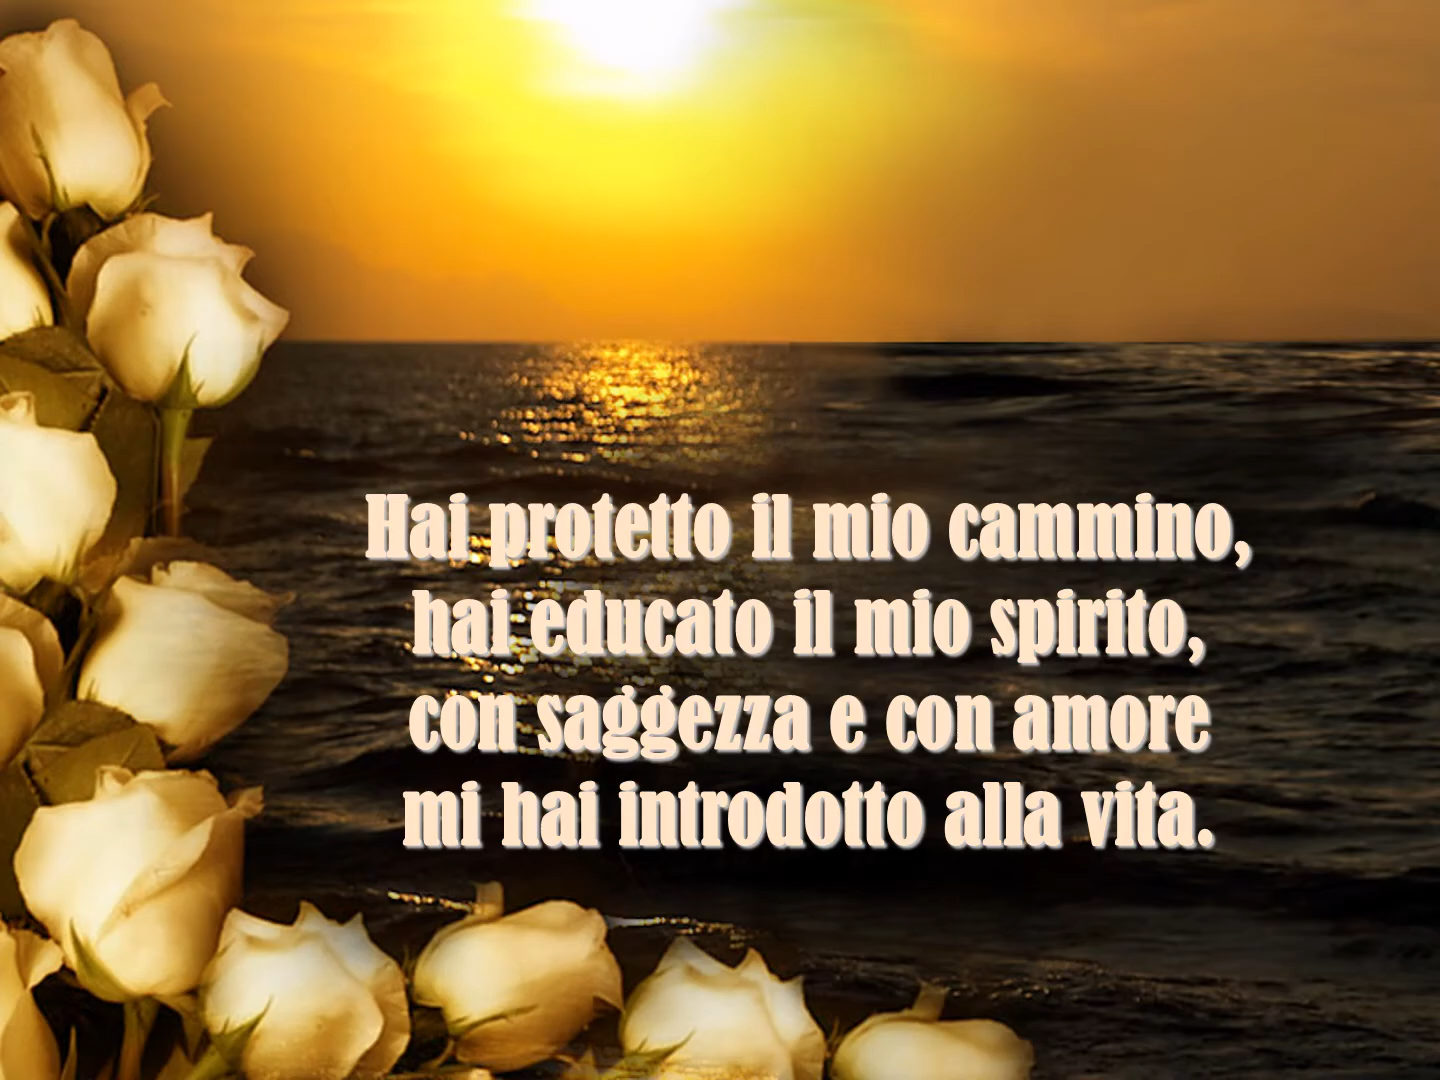 Hai protetto il mio cammino,
hai educato il mio spirito,
con saggezza e con amore
mi hai introdotto alla vita.